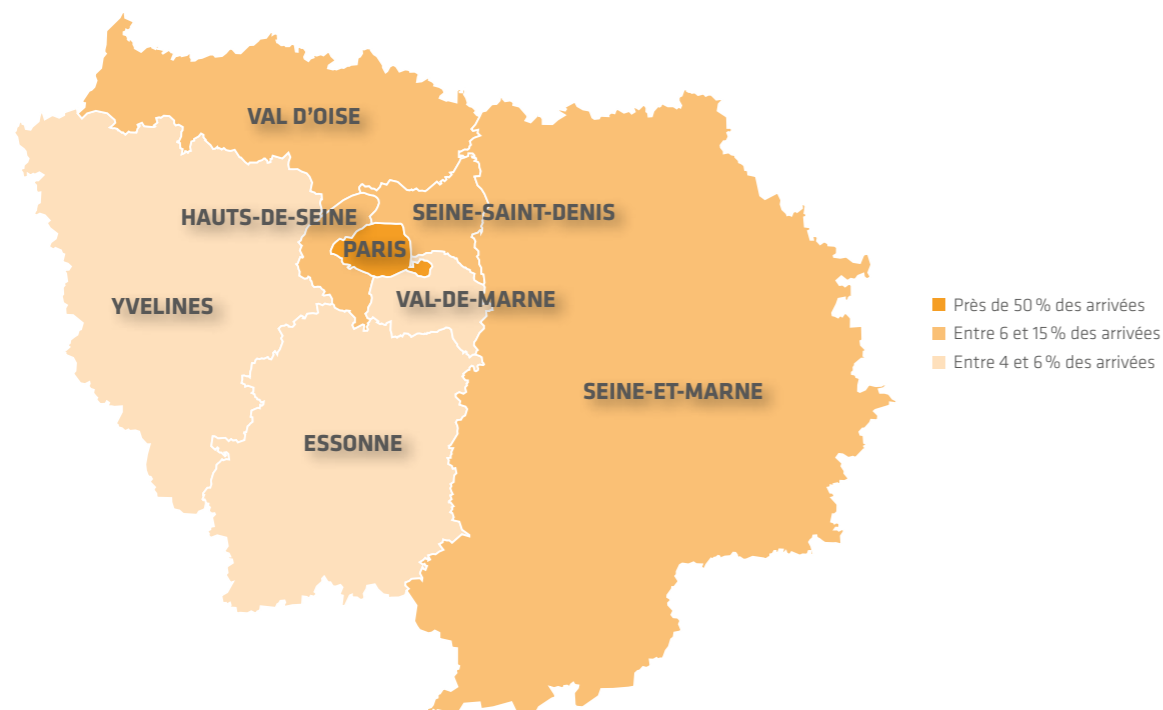 VAL D'OISE
HAUTS-DE-SEINE
SEINE-SAINT-DENIS
PARIS
YVELINES
VAL-DE-MARNE
SEINE-ET-MARNE
ESSONNE
Près de 50 % des arrivées
Entre 6 et 15 % des arrivées
Entre 4 et 6 % des arrivées